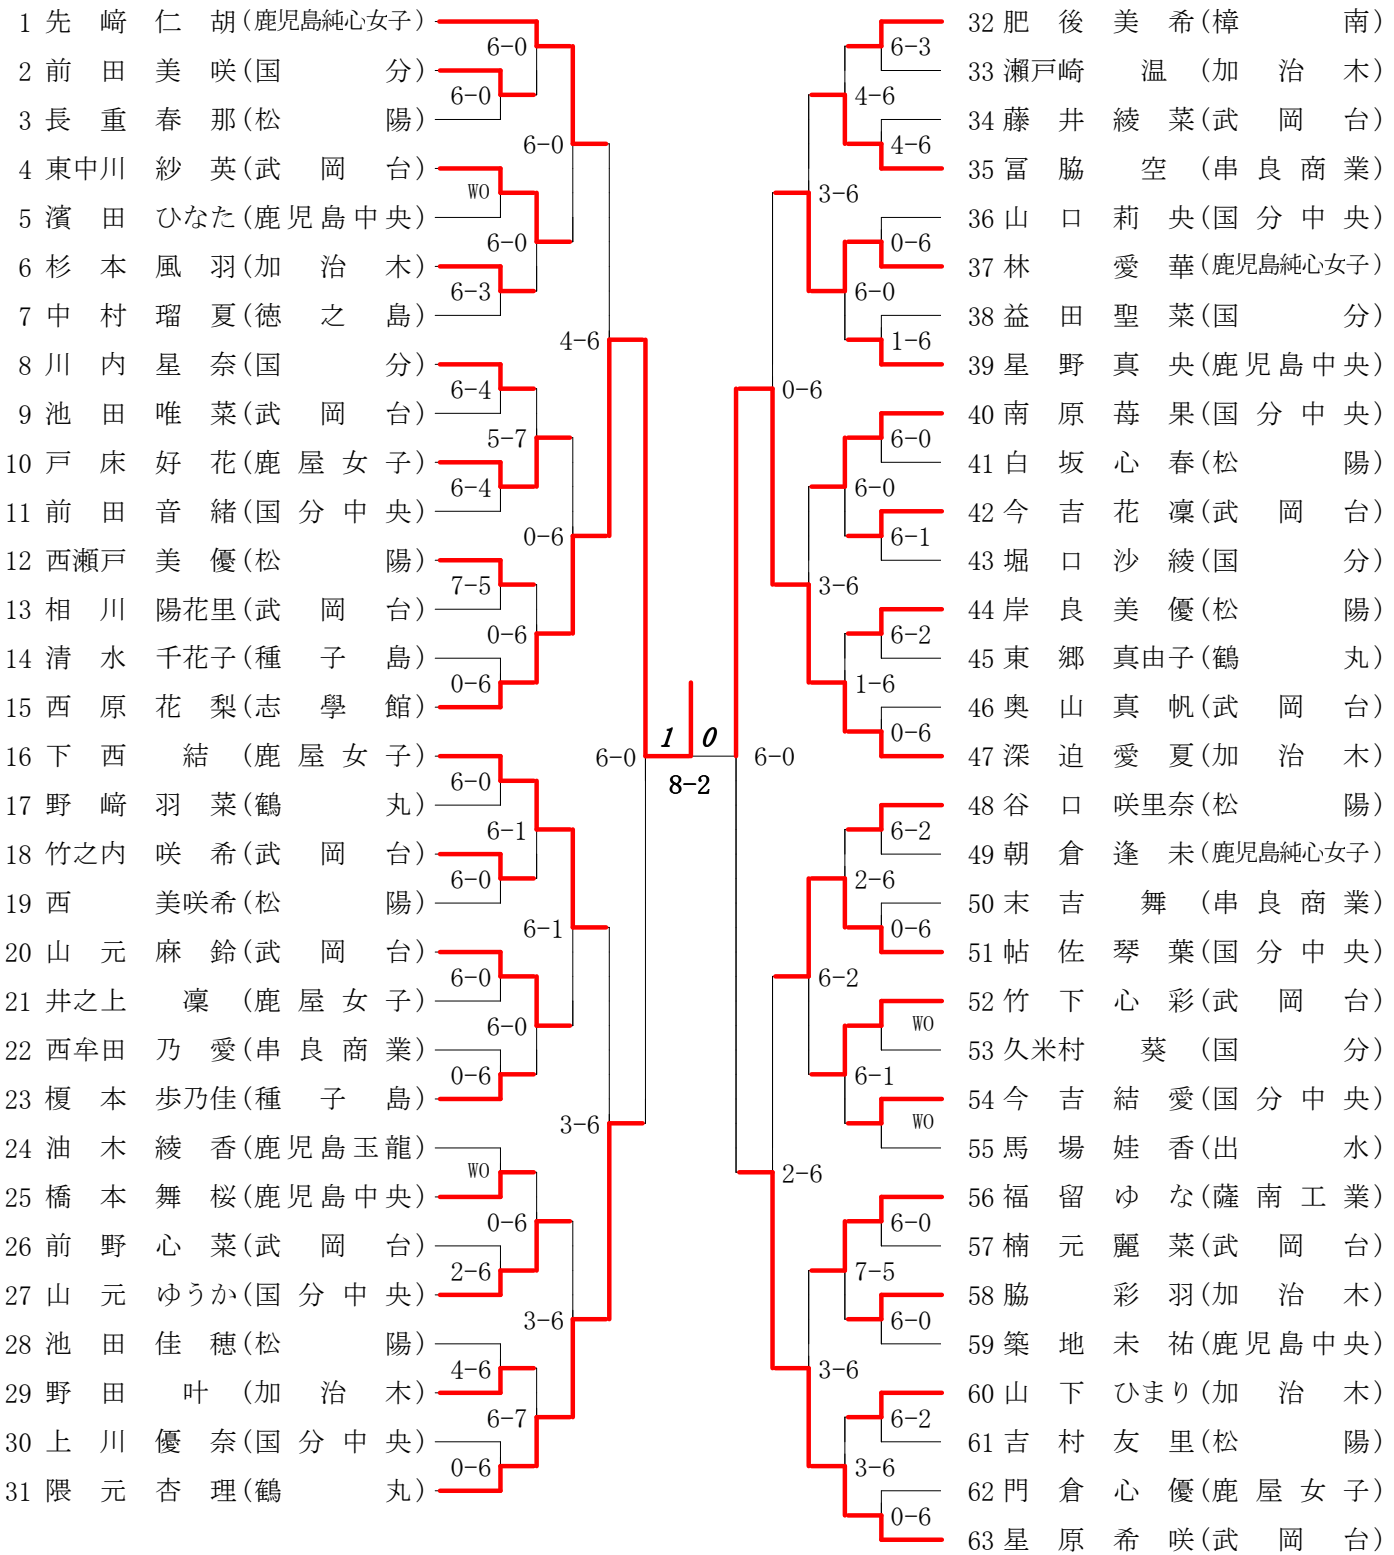 1 先﨑仁胡(鹿児島純心女子)
6-0
2 前田美咲(国分)
6-0
3 長重春那(松陽)
6-0
4 東中川紗英(武岡台)
WO
5 濱田ひなた(鹿児島中央)
6-0
6 杉本風羽(加治木)
6-3
7 中村瑠夏(徳之島)
4-6
8 川内星奈(国分)
6-4
9 池田唯菜(武岡台)
5-7
10 戸床好花(鹿屋女子)
6-4
11 前田音緒(国分中央)
0-6
12 西瀬戸美優(松陽)
7-5
13 相川陽花里(武岡台)
0-6
14 清水千花子(種子島)
0-6
15 西原花梨(志學館)
6-0
16 下西結(鹿屋女子)
6-0
17 野﨑羽菜(鶴丸)
6-1
18 竹之内咲希(武岡台)
6-0
19 西美咲希(松陽)
6-1
20 山元麻鈴(武岡台)
6-0
21 井之上凜(鹿屋女子)
6-0
22 西牟田乃愛(串良商業)
0-6
23 榎本歩乃佳(種子島)
3-6
24 油木綾香(鹿児島玉龍)
WO
25 橋本舞桜(鹿児島中央)
0-6
26 前野心菜(武岡台)
2-6
27 山元ゆうか(国分中央)
3-6
28 池田佳穂(松陽)
4-6
29 野田叶(加治木)
6-7
30 上川優奈(国分中央)
0-6
31 隈元杏理(鶴丸)
1 0
8-2
32 肥後美希(樟南)
6-3
33 瀬戸崎温(加治木)
4-6
34 藤井綾菜(武岡台)
4-6
35 冨脇空(串良商業)
3-6
36 山口莉央(国分中央)
0-6
37 林愛華(鹿児島純心女子)
6-0
38 益田聖菜(国分)
1-6
39 星野真央(鹿児島中央)
0-6
40 南原苺果(国分中央)
6-0
41 白坂心春(松陽)
6-0
42 今吉花凜(武岡台)
6-1
43 堀口沙綾(国分)
3-6
44 岸良美優(松陽)
6-2
45 東郷真由子(鶴丸)
1-6
46 奥山真帆(武岡台)
0-6
47 深迫愛夏(加治木)
6-0
48 谷口咲里奈(松陽)
6-2
49 朝倉逢未(鹿児島純心女子)
2-6
50 末吉舞(串良商業)
0-6
51 帖佐琴葉(国分中央)
6-2
52 竹下心彩(武岡台)
WO
53 久米村葵(国分)
6-1
54 今吉結愛(国分中央)
WO
55 馬場娃香(出水)
2-6
56 福留ゆな(薩南工業)
6-0
57 楠元麗菜(武岡台)
7-5
58 脇彩羽(加治木)
6-0
59 築地未祐(鹿児島中央)
3-6
60 山下ひまり(加治木)
6-2
61 吉村友里(松陽)
3-6
62 門倉心優(鹿屋女子)
0-6
63 星原希咲(武岡台)